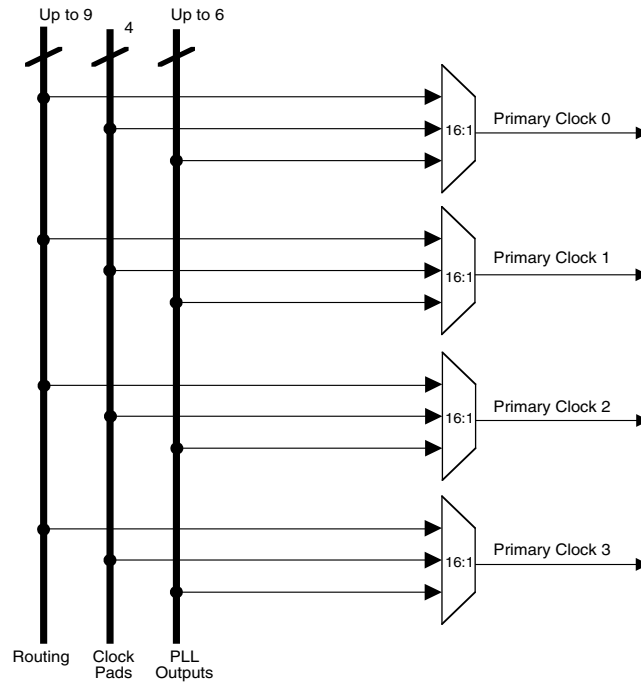 Up to 9
4
Up to 6
16:1
Primary Clock 0
16:1
Primary Clock 1
16:1
Primary Clock 2
16:1
Primary Clock 3
Routing
Clock
Pads
PLL
Outputs